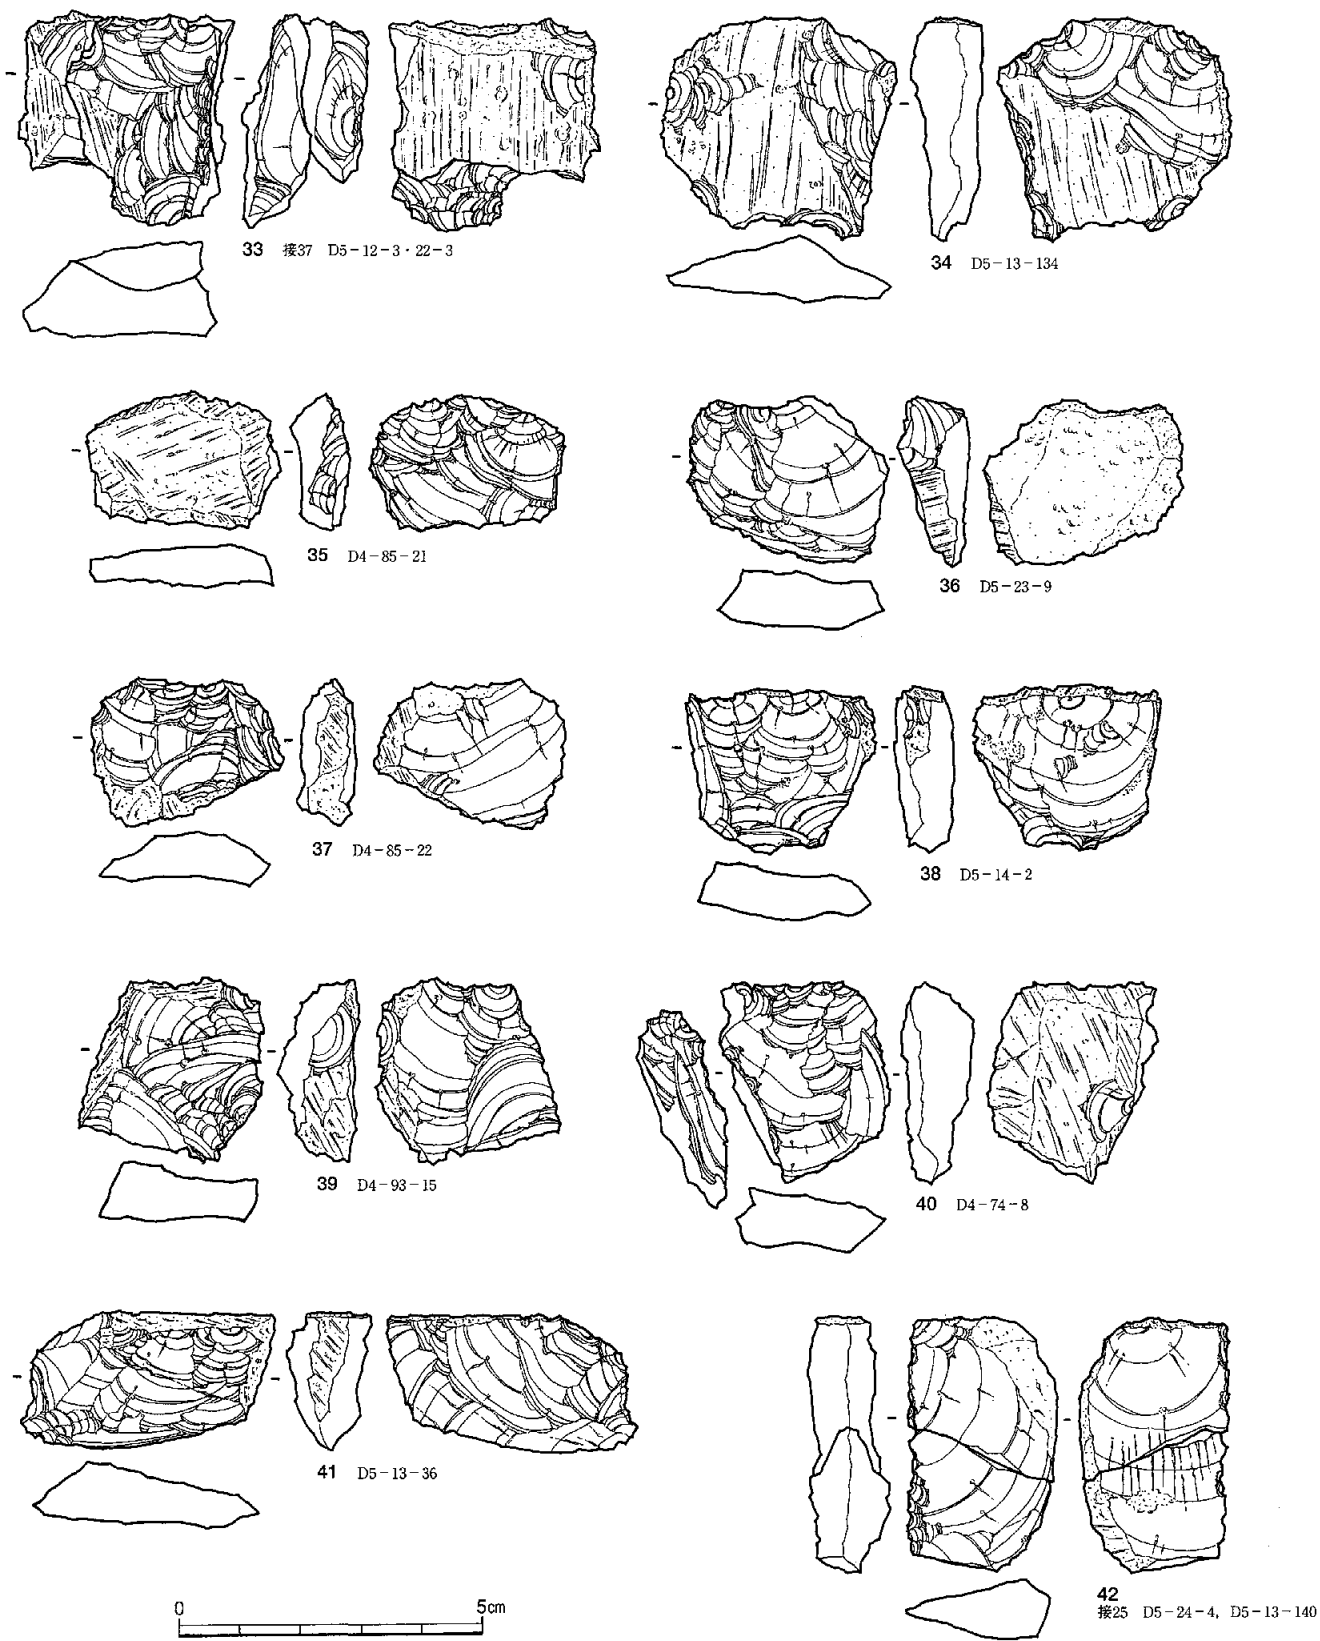 33 接37 D5-12-3・22-3
34 D5-13-134
35 D4-85-21
36 D5-23-9
37 D4-85-22
38 D5-14-2
39 D4-93-15
40 D4-74-8
41 D5-13-36
42
接25 D5-24-4, D5-13-140
0 5cm